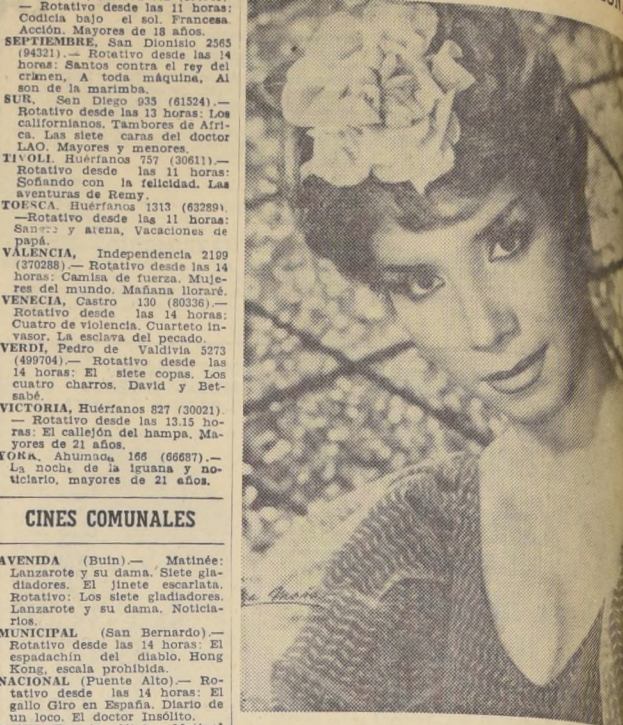 — Rotativo desde las 11 horas:
Codicia bajo el sol. Francesa.
Acción. Mayores de 18 años.
SEPTIEMBRE, San Dionisio 2565
(94321).— Rotativo desde las 14
horas: Santos contra el rey del
crimen, A toda máquina, Al
son de la marimba.
SUR, San Diego 935 (61524).—
Rotativo desde las 13 horas: Los
californianos. Tambores de Afri-
ca. Las siete caras del doctor
LAO. Mayores y menores.
TIVOLI. Huérfanos 757 (30611).—
Rotativo desde las 11 horas:
Soñando con la felicidad. Las
aventuras de Remy.
TOESCA. Huérfanos 1313 (63289).
—Rotativo desde las 11 horas:
Sangre y arena, Vacaciones de
papá.
VALENCIA, Independencia 2199
(370288).— Rotativo desde las 14
horas: Camisa de fuerza. Muje-
res del mundo. Mañana lloraré.
VENECIA, Castro 130 (80336).—
Rotativo desde las 14 horas:
Cuatro de violencia. Cuarteto in-
vasor. La esclava del pecado.
VERDI, Pedro de Valdivia 5273
(499704).— Rotativo desde las
14 horas: El siete copas. Los
cuatro charros. David y Bet-
sabé.
VICTORIA, Huérfanos 827 (30021).
— Rotativo desde las 13.15 ho-
ras: El callejón del hampa. Ma-
yores de 21 años.
YORK. Ahumada 166 (66687).—
La noche de la iguana y no-
ticiario, mayores de 21 años.
CINES COMUNALES
AVENIDA (Buin).— Matinée:
Lanzarote y su dama. Siete gla-
diadores. El jinete escarlata.
Rotativo: Los siete gladiadores.
Lanzarote y su dama. Noticia-
rios.
MUNICIPAL (San Bernardo).—
Rotativo desde las 14 horas: El
espadachín del diablo. Hong
Kong, escala prohibida.
NACIONAL (Puente Alto).— Ro-
tativo desde las 14 horas: El
gallo Giro en España. Diario de
un loco. El doctor Insólito.